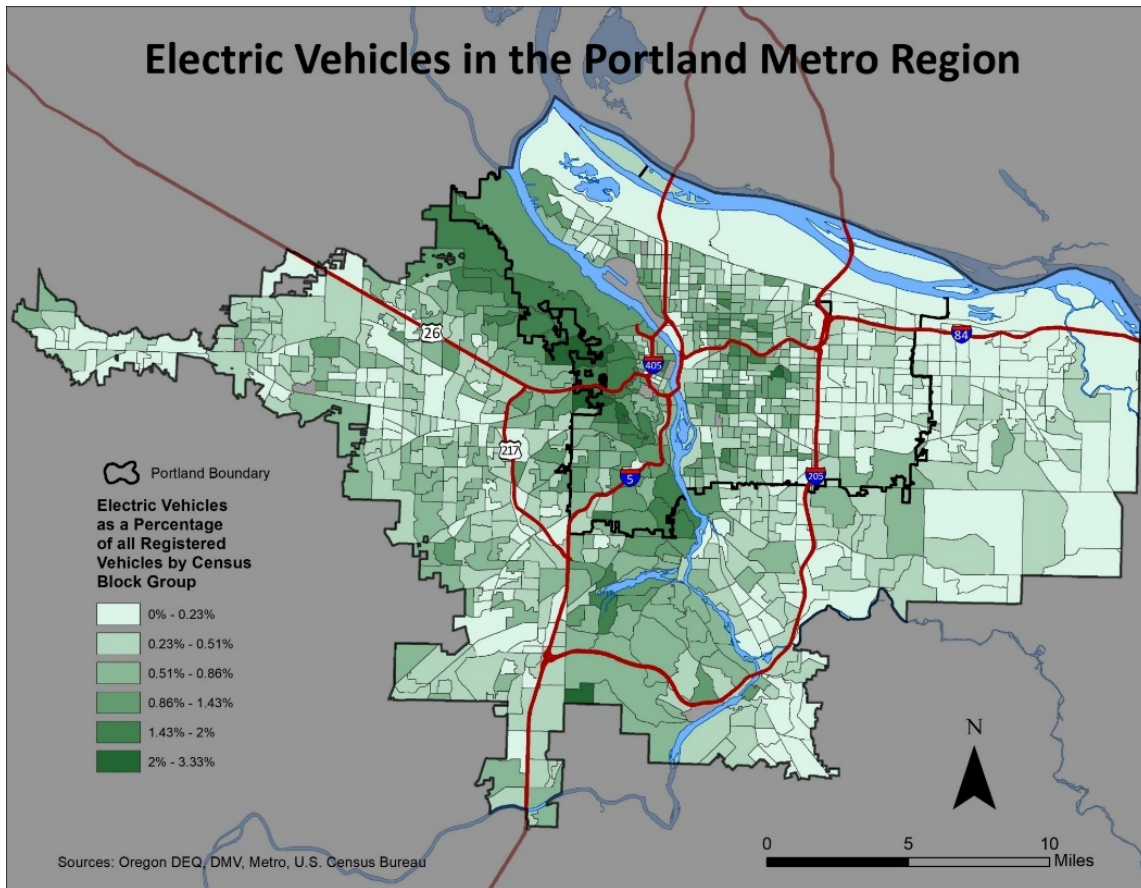 Electric Vehicles in the Portland Metro Region
26
405
84
217
5
205
Portland Boundary
Electric Vehicles
as a Percentage
of all Registered
Vehicles by Census
Block Group
0% - 0.23%
0.23% - 0.51%
0.51% - 0.86%
0.86% - 1.43%
1.43% - 2%
2% - 3.33%
N
0 5 10
Miles
Sources: Oregon DEQ, DMV, Metro, U.S. Census Bureau